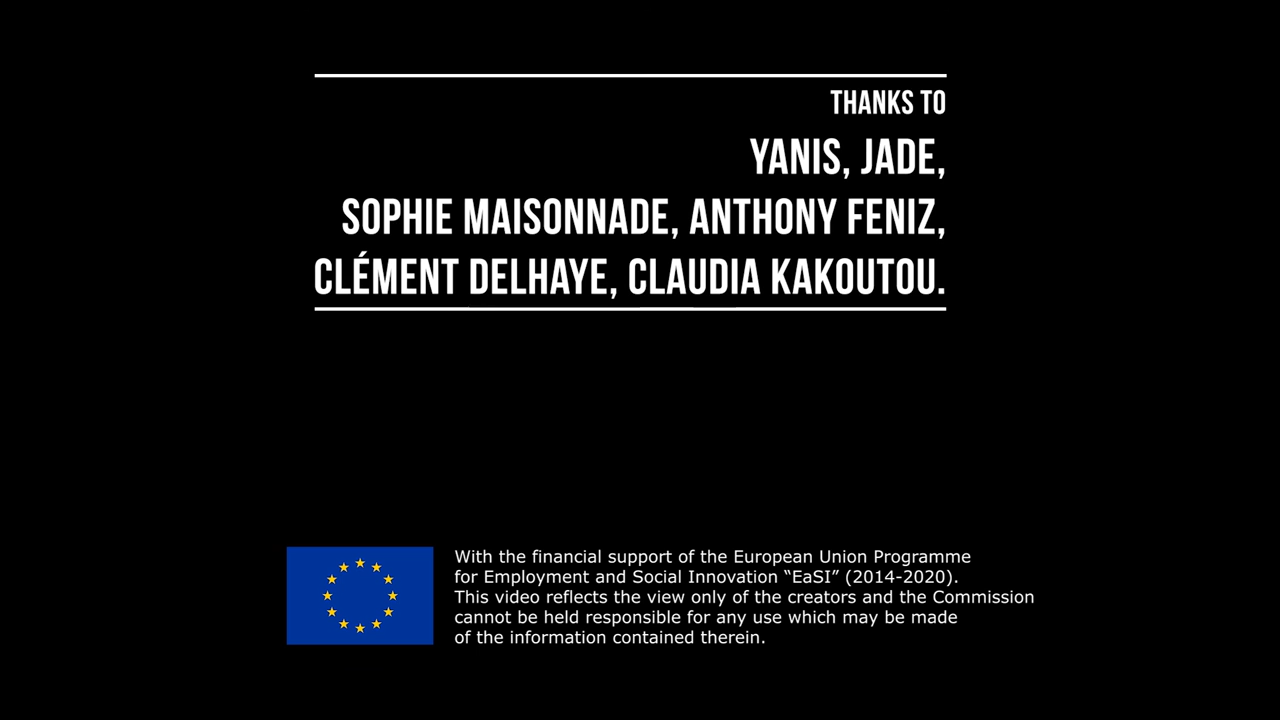 THANKS TO
YANIS, JADE,
SOPHIE MAISONNADE, ANTHONY FENIZ,
CLÉMENT DELHAYE, CLAUDIA KAKOUTOU.
With the financial support of the European Union Programme
for Employment and Social Innovation “EaSI” (2014-2020).
This video reflects the view only of the creators and the Commission
cannot be held responsible for any use which may be made
of the information contained therein.